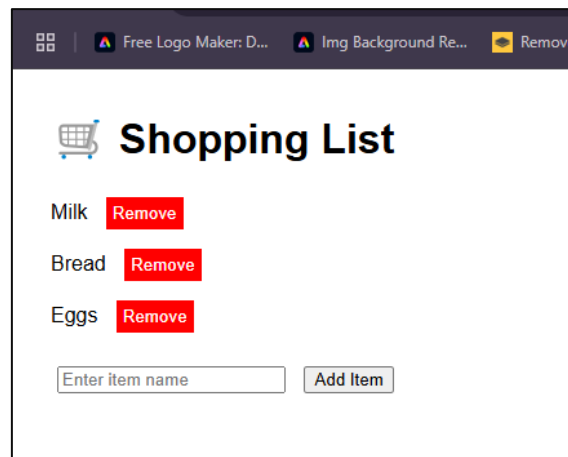 Free Logo Maker: D... Img Background Re... Remov
Shopping List
Milk Remove
Bread Remove
Eggs Remove
Enter item name Add Item